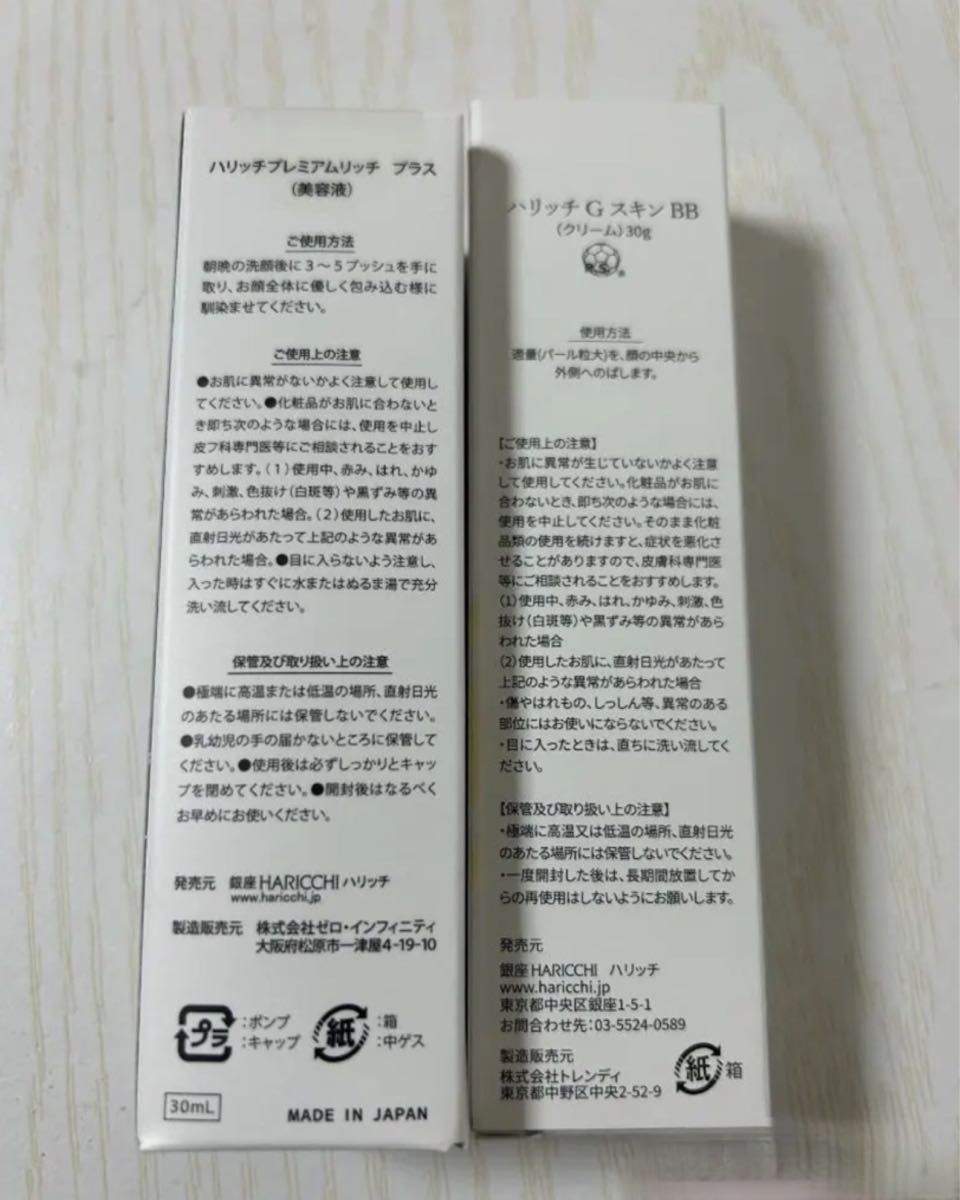 ハリッチプレミアムリッチ プラス
（美容液）
ご使用方法
朝晩の洗顔後に3〜5プッシュを手に
取り、お顔全体に優しく包み込む様に
馴染ませてください。
ご使用上の注意
●お肌に異常がないかよく注意して使用し
てください。●化粧品がお肌に合わないと
き即ち次のような場合には、使用を中止し
皮フ科専門医等にご相談されることをおす
すめします。（1）使用中、赤み、はれ、かゆ
み、刺激、色抜け（白斑等）や黒ずみ等の異
常があらわれた場合。（2）使用したお肌に、
直射日光があたって上記のような異常があ
らわれた場合。●目に入らないよう注意し、
入った時はすぐに水またはぬるま湯で充分
洗い流してください。
保管及び取り扱い上の注意
●極端に高温または低温の場所、直射日光
のあたる場所には保管しないでください。
●乳幼児の手の届かないところに保管して
ください。●使用後は必ずしっかりとキャッ
プを閉めてください。●開封後はなるべく
お早めにお使いください。
発売元 銀座 HARICCHI ハリッチ
www.haricchi.jp
製造販売元 株式会社ゼロ・インフィニティ
大阪府松原市一津屋4-19-10
プラ :ポンプ
:キャップ
紙 :箱
:中ゲス
30mL
MADE IN JAPAN
ハリッチ G スキン BB
（クリーム）30g
R.S.®
使用方法
適量(パール粒大)を、顔の中央から
外側へのばします。
【ご使用上の注意】
・お肌に異常が生じていないかよく注意
して使用してください。化粧品がお肌に
合わないとき、即ち次のような場合には、
使用を中止してください。そのまま化粧
品類の使用を続けますと、症状を悪化さ
せることがありますので、皮膚科専門医
等にご相談されることをおすすめします。
(1)使用中、赤み、はれ、かゆみ、刺激、色
抜け（白斑等）や黒ずみ等の異常があら
われた場合
(2)使用したお肌に、直射日光があたって
上記のような異常があらわれた場合
・傷やはれもの、しっしん等、異常のある
部位にはお使いにならないでください。
・目に入ったときは、直ちに洗い流してく
ださい。
【保管及び取り扱い上の注意】
・極端に高温又は低温の場所、直射日光
のあたる場所には保管しないでください。
・一度開封した後は、長期間放置してか
らの再使用はしないようにお願いします。
発売元
銀座 HARICCHI ハリッチ
www.haricchi.jp
東京都中央区銀座1-5-1
お問合わせ先：03-5524-0589
製造販売元
株式会社トレンディ
東京都中野区中央2-52-9
紙 箱